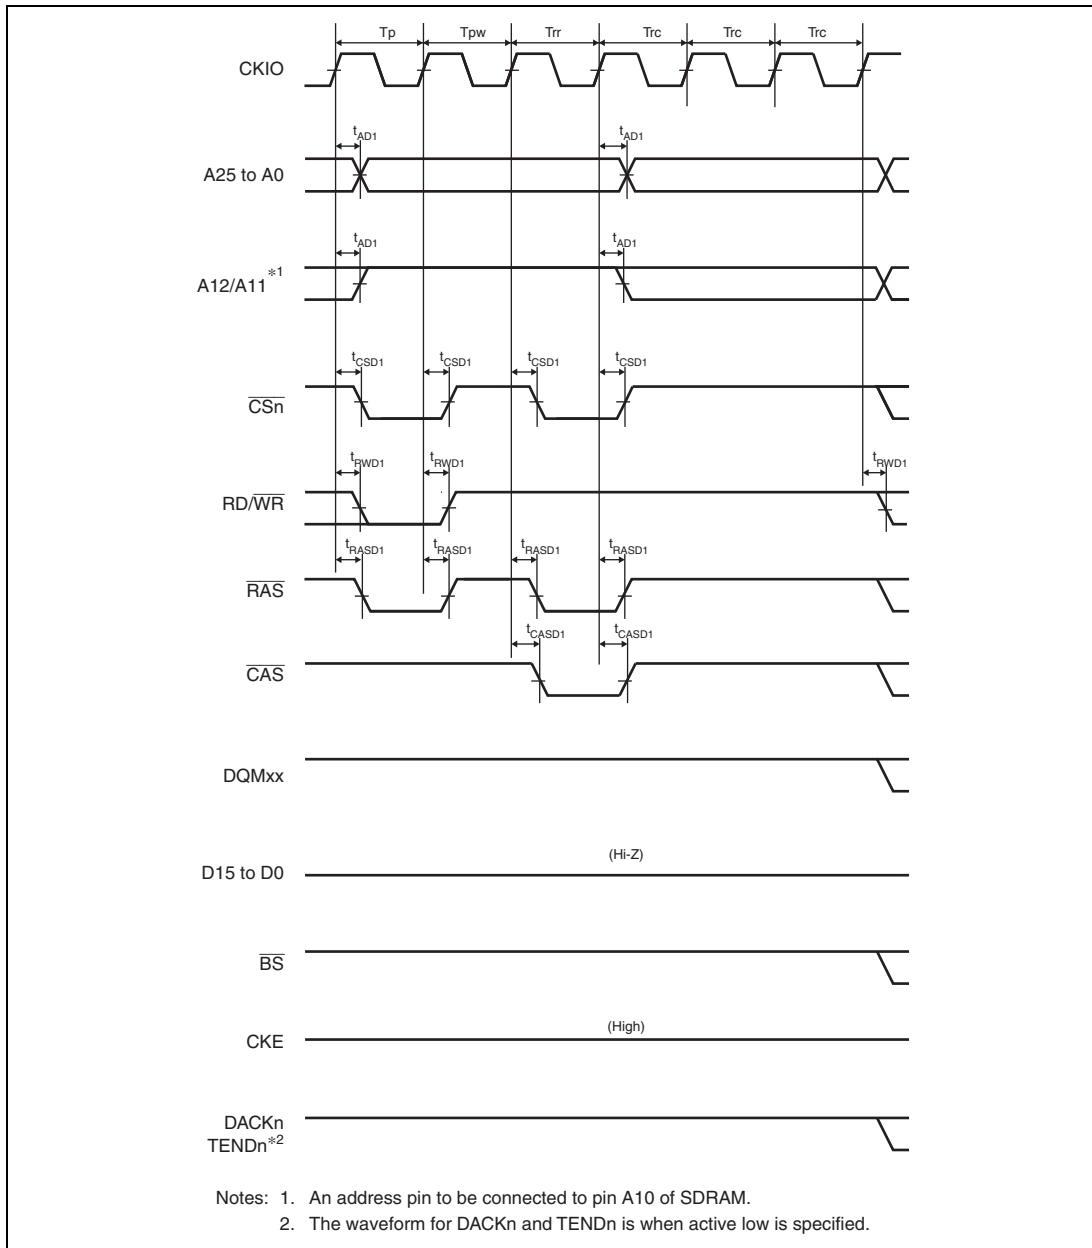 Tp Tpw Trr Trc Trc Trc
CKIO
tAD1 tAD1
A25 to A0
tAD1 tAD1
A12/A11*1
tCSD1 tCSD1 tCSD1 tCSD1
CSn
tRWD1 tRWD1 tRWD1
RD/WR
tRASD1 tRASD1 tRASD1 tRASD1
RAS
tCASD1 tCASD1
CAS
DQMxx
(Hi-Z)
D15 to D0
BS
(High)
CKE
DACKn
TENDn*2
Notes: 1. An address pin to be connected to pin A10 of SDRAM.
2. The waveform for DACKn and TENDn is when active low is specified.